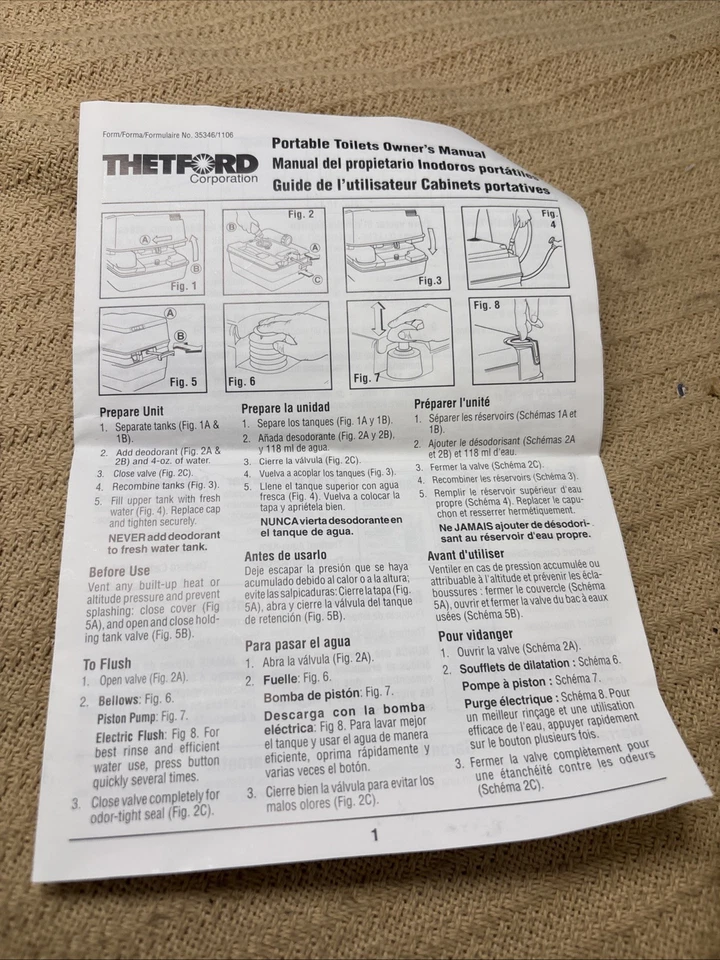 Form/Forma/Formulaire No. 35346/1106
THETFORD
Corporation
Portable Toilets Owner's Manual
Manual del propietario Inodoros portátiles
Guide de l'utilisateur Cabinets portatives
A
B
Fig. 1
Fig. 2
B
A
C
Fig.3
Fig.
4
A
B
Fig. 5
Fig. 6
Fig. 7
Fig. 8
Prepare Unit
1. Separate tanks (Fig. 1A &
1B).
2. Add deodorant (Fig. 2A &
2B) and 4-oz. of water.
3. Close valve (Fig. 2C).
4. Recombine tanks (Fig. 3).
5. Fill upper tank with fresh
water (Fig. 4). Replace cap
and tighten securely.
NEVER add deodorant
to fresh water tank.
Before Use
Vent any built-up heat or
altitude pressure and prevent
splashing: close cover (Fig
5A), and open and close hold-
ing tank valve (Fig. 5B).
To Flush
1. Open valve (Fig. 2A).
2. Bellows: Fig. 6.
Piston Pump: Fig. 7.
Electric Flush: Fig 8. For
best rinse and efficient
water use, press button
quickly several times.
3. Close valve completely for
odor-tight seal (Fig. 2C).
Prepare la unidad
1. Separe los tanques (Fig. 1A y 1B).
2. Añada desodorante (Fig. 2A y 2B),
y 118 ml de agua.
3. Cierre la válvula (Fig. 2C).
4. Vuelva a acoplar los tanques (Fig. 3).
5. Llene el tanque superior con agua
fresca (Fig. 4). Vuelva a colocar la
tapa y apriétela bien.
NUNCA vierta desodorante en
el tanque de agua.
Antes de usarlo
Deje escapar la presión que se haya
acumulado debido al calor o a la altura;
evite las salpicaduras: Cierre la tapa (Fig.
5A), abra y cierre la válvula del tanque
de retención (Fig. 5B).
Para pasar el agua
1. Abra la válvula (Fig. 2A).
2. Fuelle: Fig. 6.
Bomba de pistón: Fig. 7.
Descarga con la bomba
eléctrica: Fig 8. Para lavar mejor
el tanque y usar el agua de manera
eficiente, oprima rápidamente y
varias veces el botón.
3. Cierre bien la válvula para evitar los
malos olores (Fig. 2C).
Préparer l'unité
1. Séparer les réservoirs (Schémas 1A et
1B).
2. Ajouter le désodorisant (Schémas 2A
et 2B) et 118 ml d'eau.
3. Fermer la valve (Schéma 2C).
4. Recombiner les réservoirs (Schéma 3).
5. Remplir le réservoir supérieur d'eau
propre (Schéma 4). Replacer le capu-
chon et resserrer hermétiquement.
Ne JAMAIS ajouter de désodori-
sant au réservoir d'eau propre.
Avant d'utiliser
Ventiler en cas de pression accumulée ou
attribuable à l'altitude et prévenir les écla-
boussures : fermer le couvercle (Schéma
5A), ouvrir et fermer la valve du bac à eaux
usées (Schéma 5B).
Pour vidanger
1. Ouvrir la valve (Schéma 2A).
2. Soufflets de dilatation : Schéma 6.
Pompe à piston : Schéma 7.
Purge électrique : Schéma 8. Pour
un meilleur rinçage et une utilisation
efficace de l'eau, appuyer rapidement
sur le bouton plusieurs fois.
3. Fermer la valve complètement pour
une étanchéité contre les odeurs
(Schéma 2C).
1